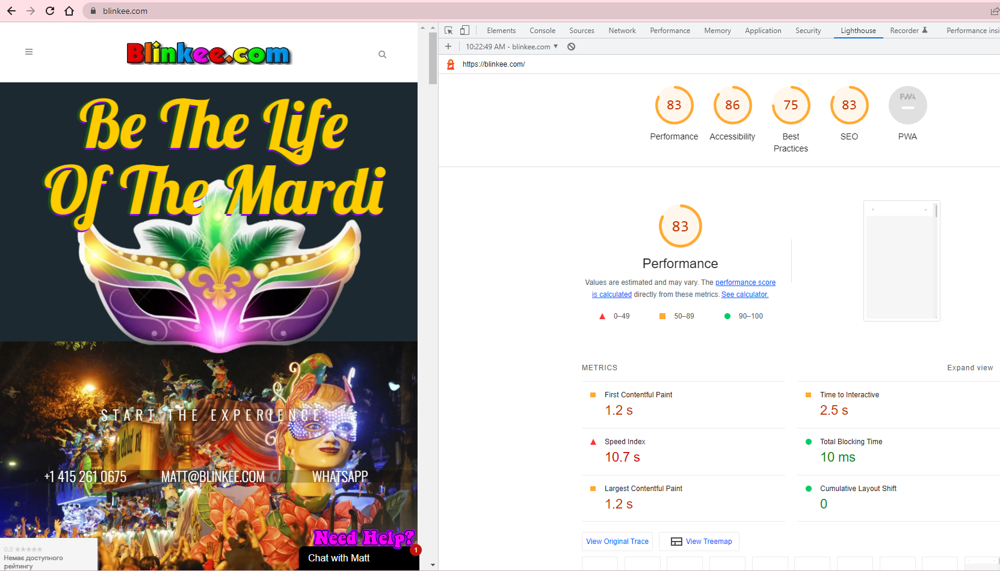 blinkee.com
Blinkee.com
Be The Life
Of The Mardi
START THE EXPERIENCE
+1 415 261 0675 MATT@BLINKEE.COM WHATSAPP
Need Help?
1
Chat with Matt
0.0 ★★★★★
Немає доступного
рейтингу
Elements Console Sources Network Performance Memory Application Security Lighthouse Recorder Performance insi
10:22:49 AM - blinkee.com
https://blinkee.com/
83 86 75 83 PWA
Performance Accessibility Best SEO PWA
Practices
83
Performance
Values are estimated and may vary. The performance score
is calculated directly from these metrics. See calculator.
0–49 50–89 90–100
METRICS Expand view
First Contentful Paint
1.2 s
Time to Interactive
2.5 s
Speed Index
10.7 s
Total Blocking Time
10 ms
Largest Contentful Paint
1.2 s
Cumulative Layout Shift
0
View Original Trace View Treemap